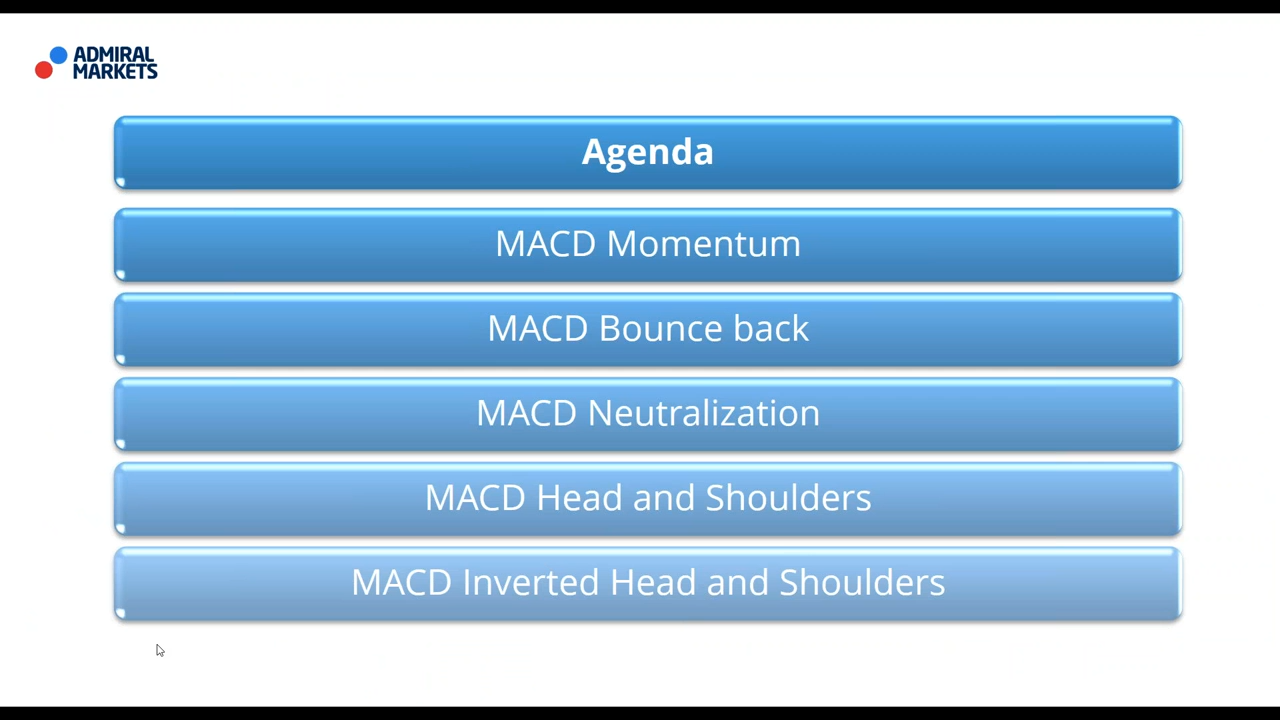 ADMIRAL
MARKETS
Agenda
MACD Momentum
MACD Bounce back
MACD Neutralization
MACD Head and Shoulders
MACD Inverted Head and Shoulders